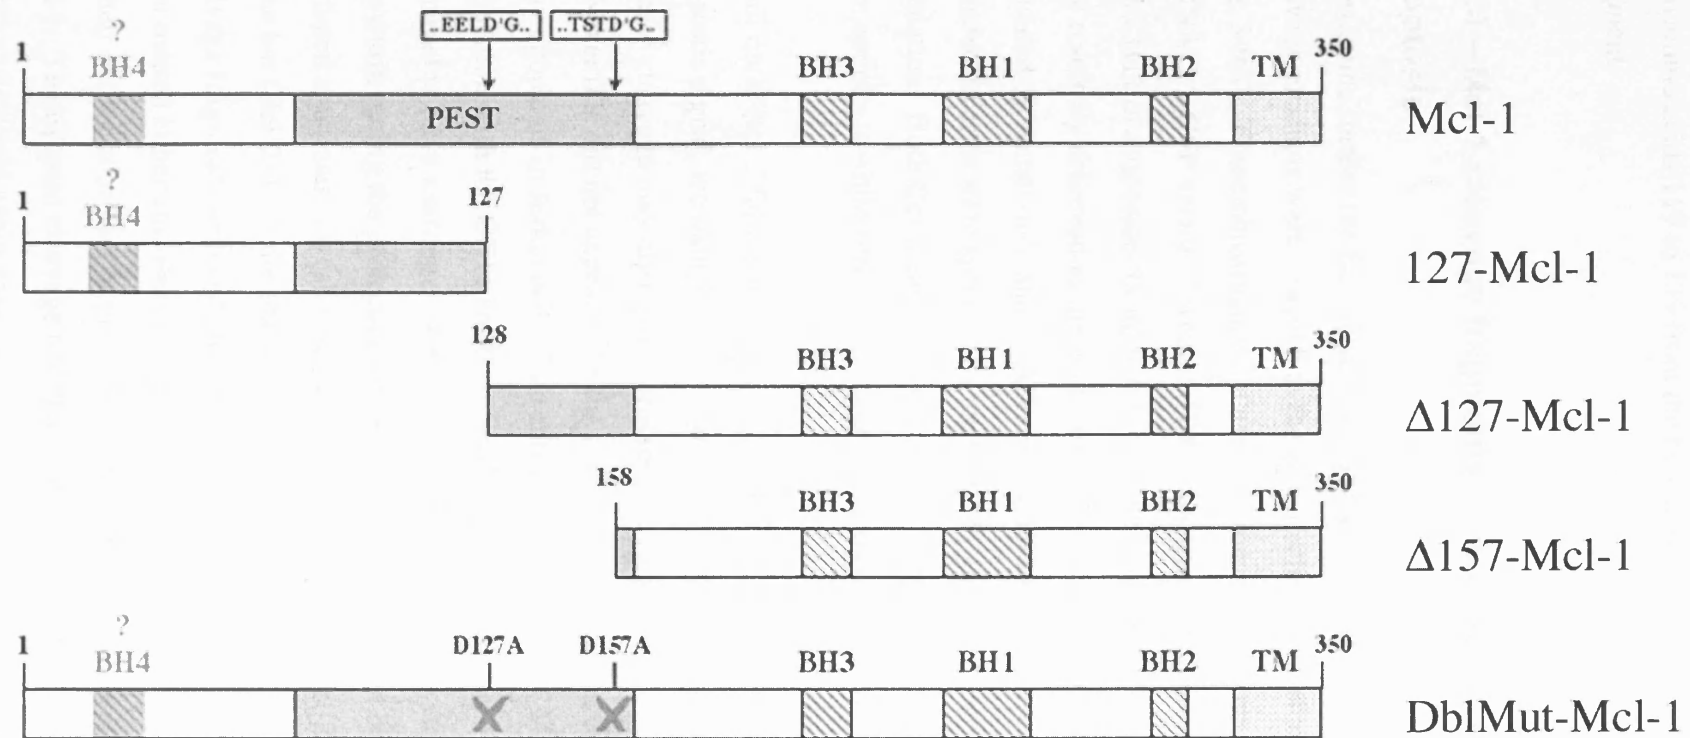 ..EELD'G.. ..TSTD'G..
1 ? BH4 BH3 BH1 BH2 TM 350
PEST
Mcl-1
1 ? BH4 127
127-Mcl-1
128 BH3 BH1 BH2 TM 350
Δ127-Mcl-1
158 BH3 BH1 BH2 TM 350
Δ157-Mcl-1
1 ? BH4 D127A D157A BH3 BH1 BH2 TM 350
DblMut-Mcl-1